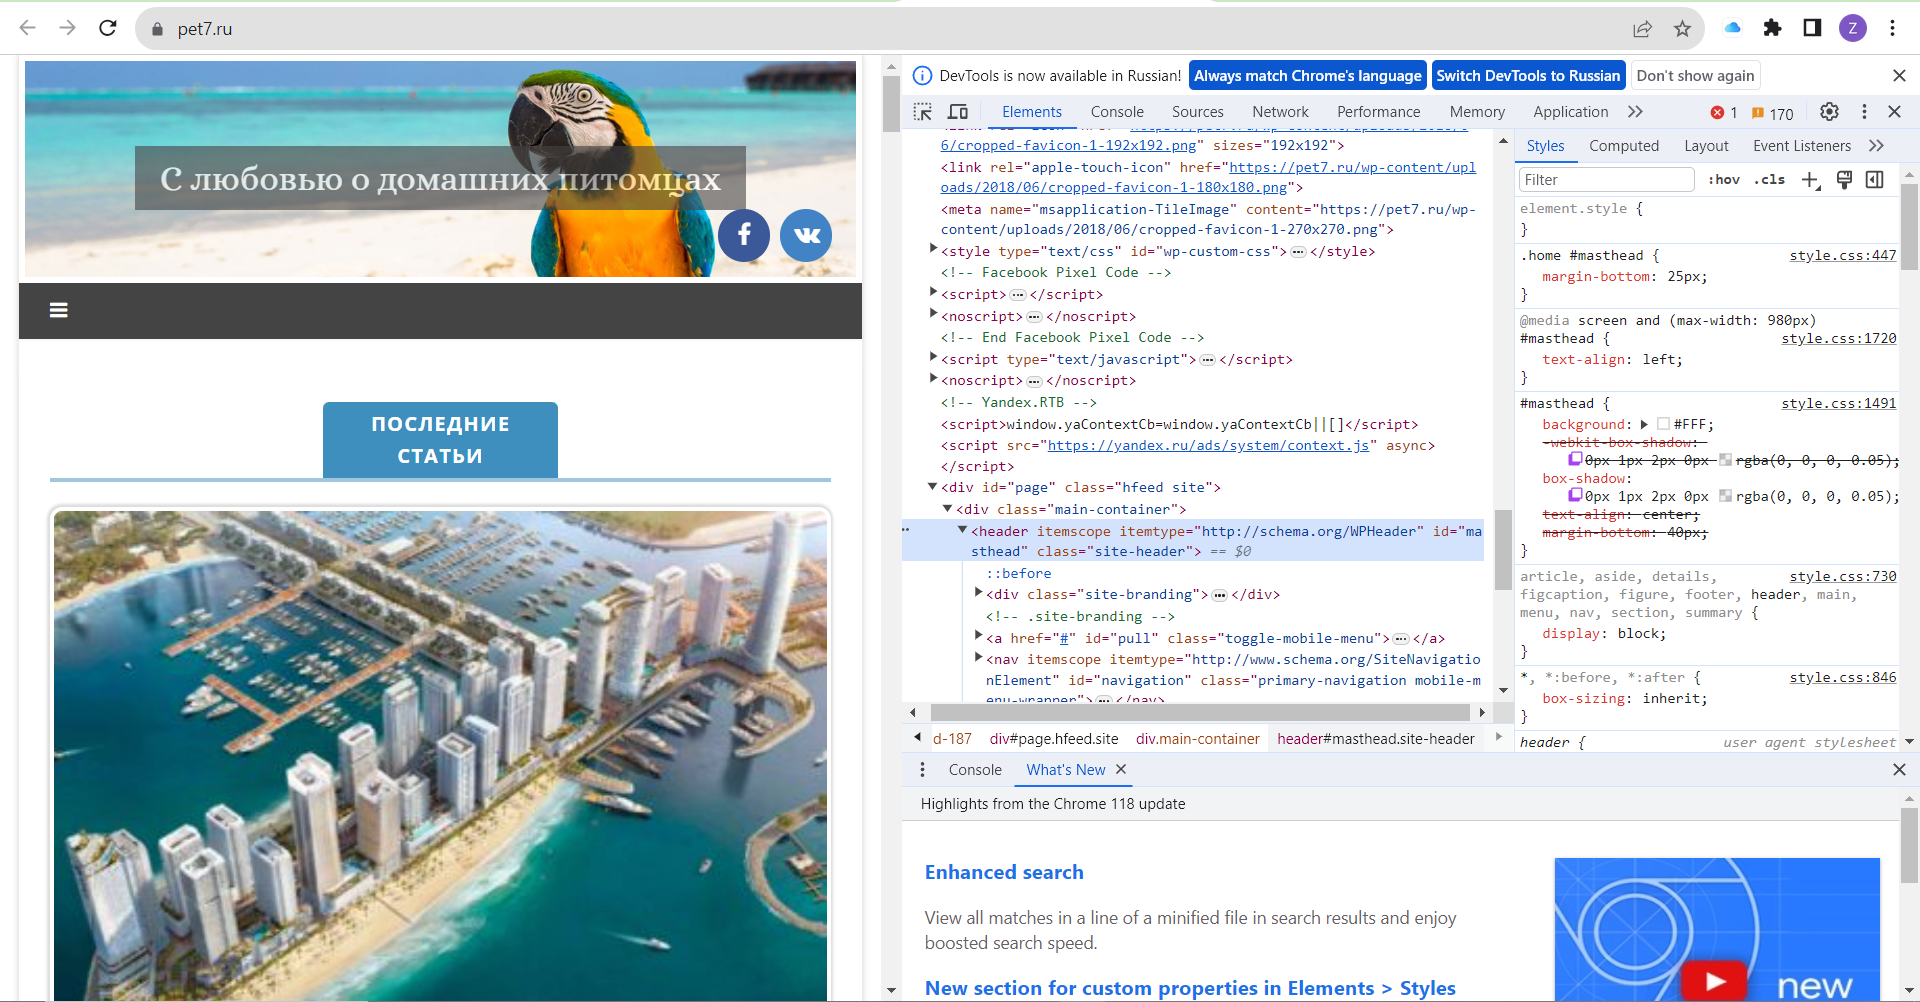 pet7.ru
Z
С любовью о домашних питомцах
ПОСЛЕДНИЕ
СТАТЬИ
DevTools is now available in Russian!
Always match Chrome's language
Switch DevTools to Russian
Don't show again
Elements
Console
Sources
Network
Performance
Memory
Application
1
170
6/cropped-favicon-1-192x192.png" sizes="192x192">
<link rel="apple-touch-icon" href="https://pet7.ru/wp-content/upl
oads/2018/06/cropped-favicon-1-180x180.png">
<meta name="msapplication-TileImage" content="https://pet7.ru/wp-
content/uploads/2018/06/cropped-favicon-1-270x270.png">
<style type="text/css" id="wp-custom-css">…</style>
<!-- Facebook Pixel Code -->
<script>…</script>
<noscript>…</noscript>
<!-- End Facebook Pixel Code -->
<script type="text/javascript">…</script>
<noscript>…</noscript>
<!-- Yandex.RTB -->
<script>window.yaContextCb=window.yaContextCb||[]</script>
<script src="https://yandex.ru/ads/system/context.js" async>
</script>
<div id="page" class="hfeed site">
<div class="main-container">
<header itemscope itemtype="http://schema.org/WPHeader" id="ma
sthead" class="site-header"> == $0
::before
<div class="site-branding">…</div>
<!-- .site-branding -->
<a href="#" id="pull" class="toggle-mobile-menu">…</a>
<nav itemscope itemtype="http://www.schema.org/SiteNavigatio
nElement" id="navigation" class="primary-navigation mobile-m
enu-wrapper">…</nav>
d-187
div#page.hfeed.site
div.main-container
header#masthead.site-header
Styles
Computed
Layout
Event Listeners
Filter
:hov
.cls
element.style {
}
.home #masthead {
style.css:447
margin-bottom: 25px;
}
@media screen and (max-width: 980px)
#masthead {
style.css:1720
text-align: left;
}
#masthead {
style.css:1491
background: #FFF;
-webkit-box-shadow:
0px 1px 2px 0px rgba(0, 0, 0, 0.05);
box-shadow:
0px 1px 2px 0px rgba(0, 0, 0, 0.05);
text-align: center;
margin-bottom: 40px;
}
article, aside, details,
style.css:730
figcaption, figure, footer, header, main,
menu, nav, section, summary {
display: block;
}
*, *:before, *:after {
style.css:846
box-sizing: inherit;
}
header {
user agent stylesheet
Console
What's New
Highlights from the Chrome 118 update
Enhanced search
View all matches in a line of a minified file in search results and enjoy
boosted search speed.
New section for custom properties in Elements > Styles
new